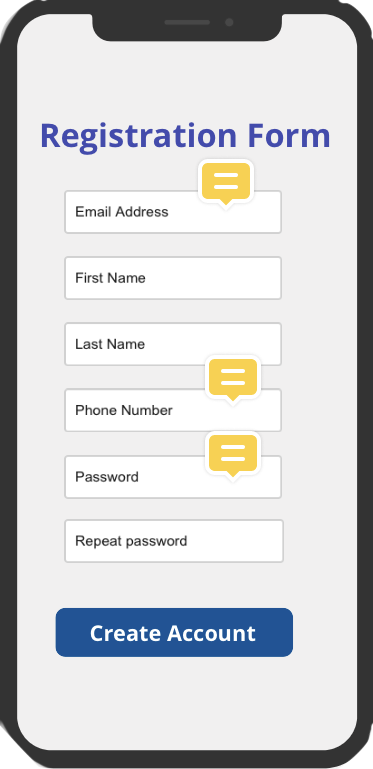 Registration Form
Email Address
First Name
Last Name
Phone Number
Password
Repeat password
Create Account